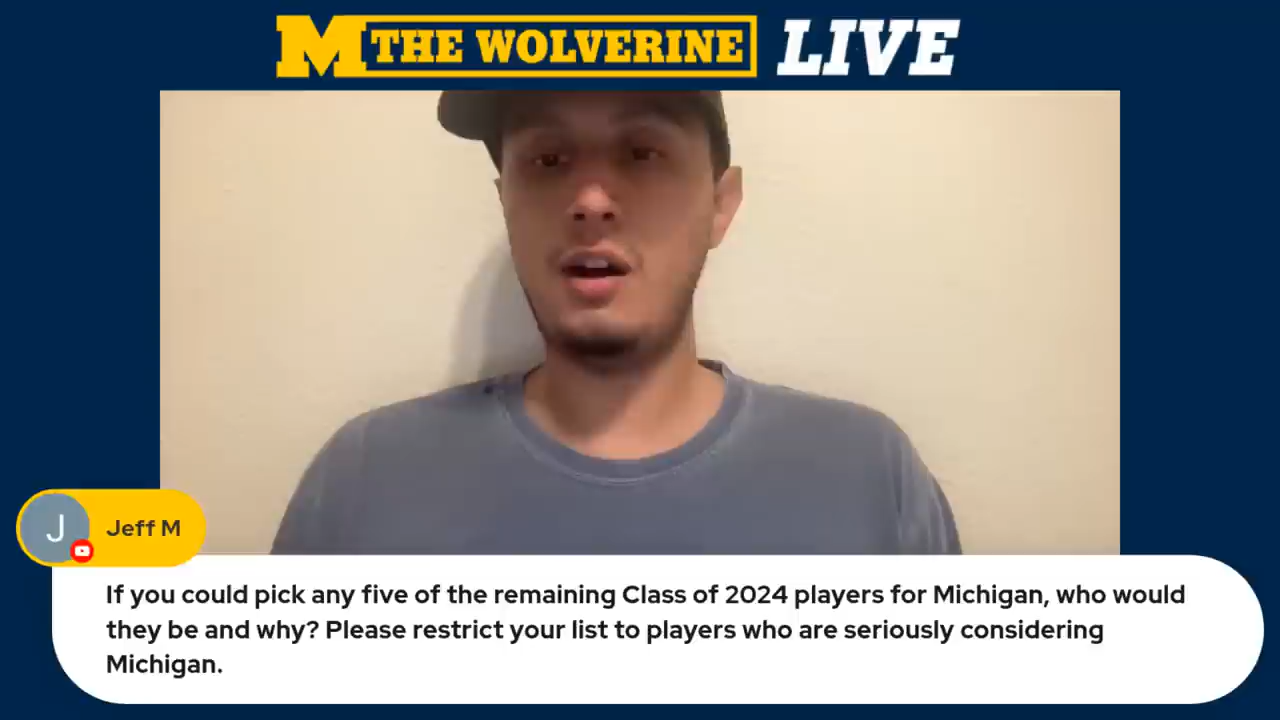 M THE WOLVERINE LIVE
J Jeff M
If you could pick any five of the remaining Class of 2024 players for Michigan, who would
they be and why? Please restrict your list to players who are seriously considering
Michigan.